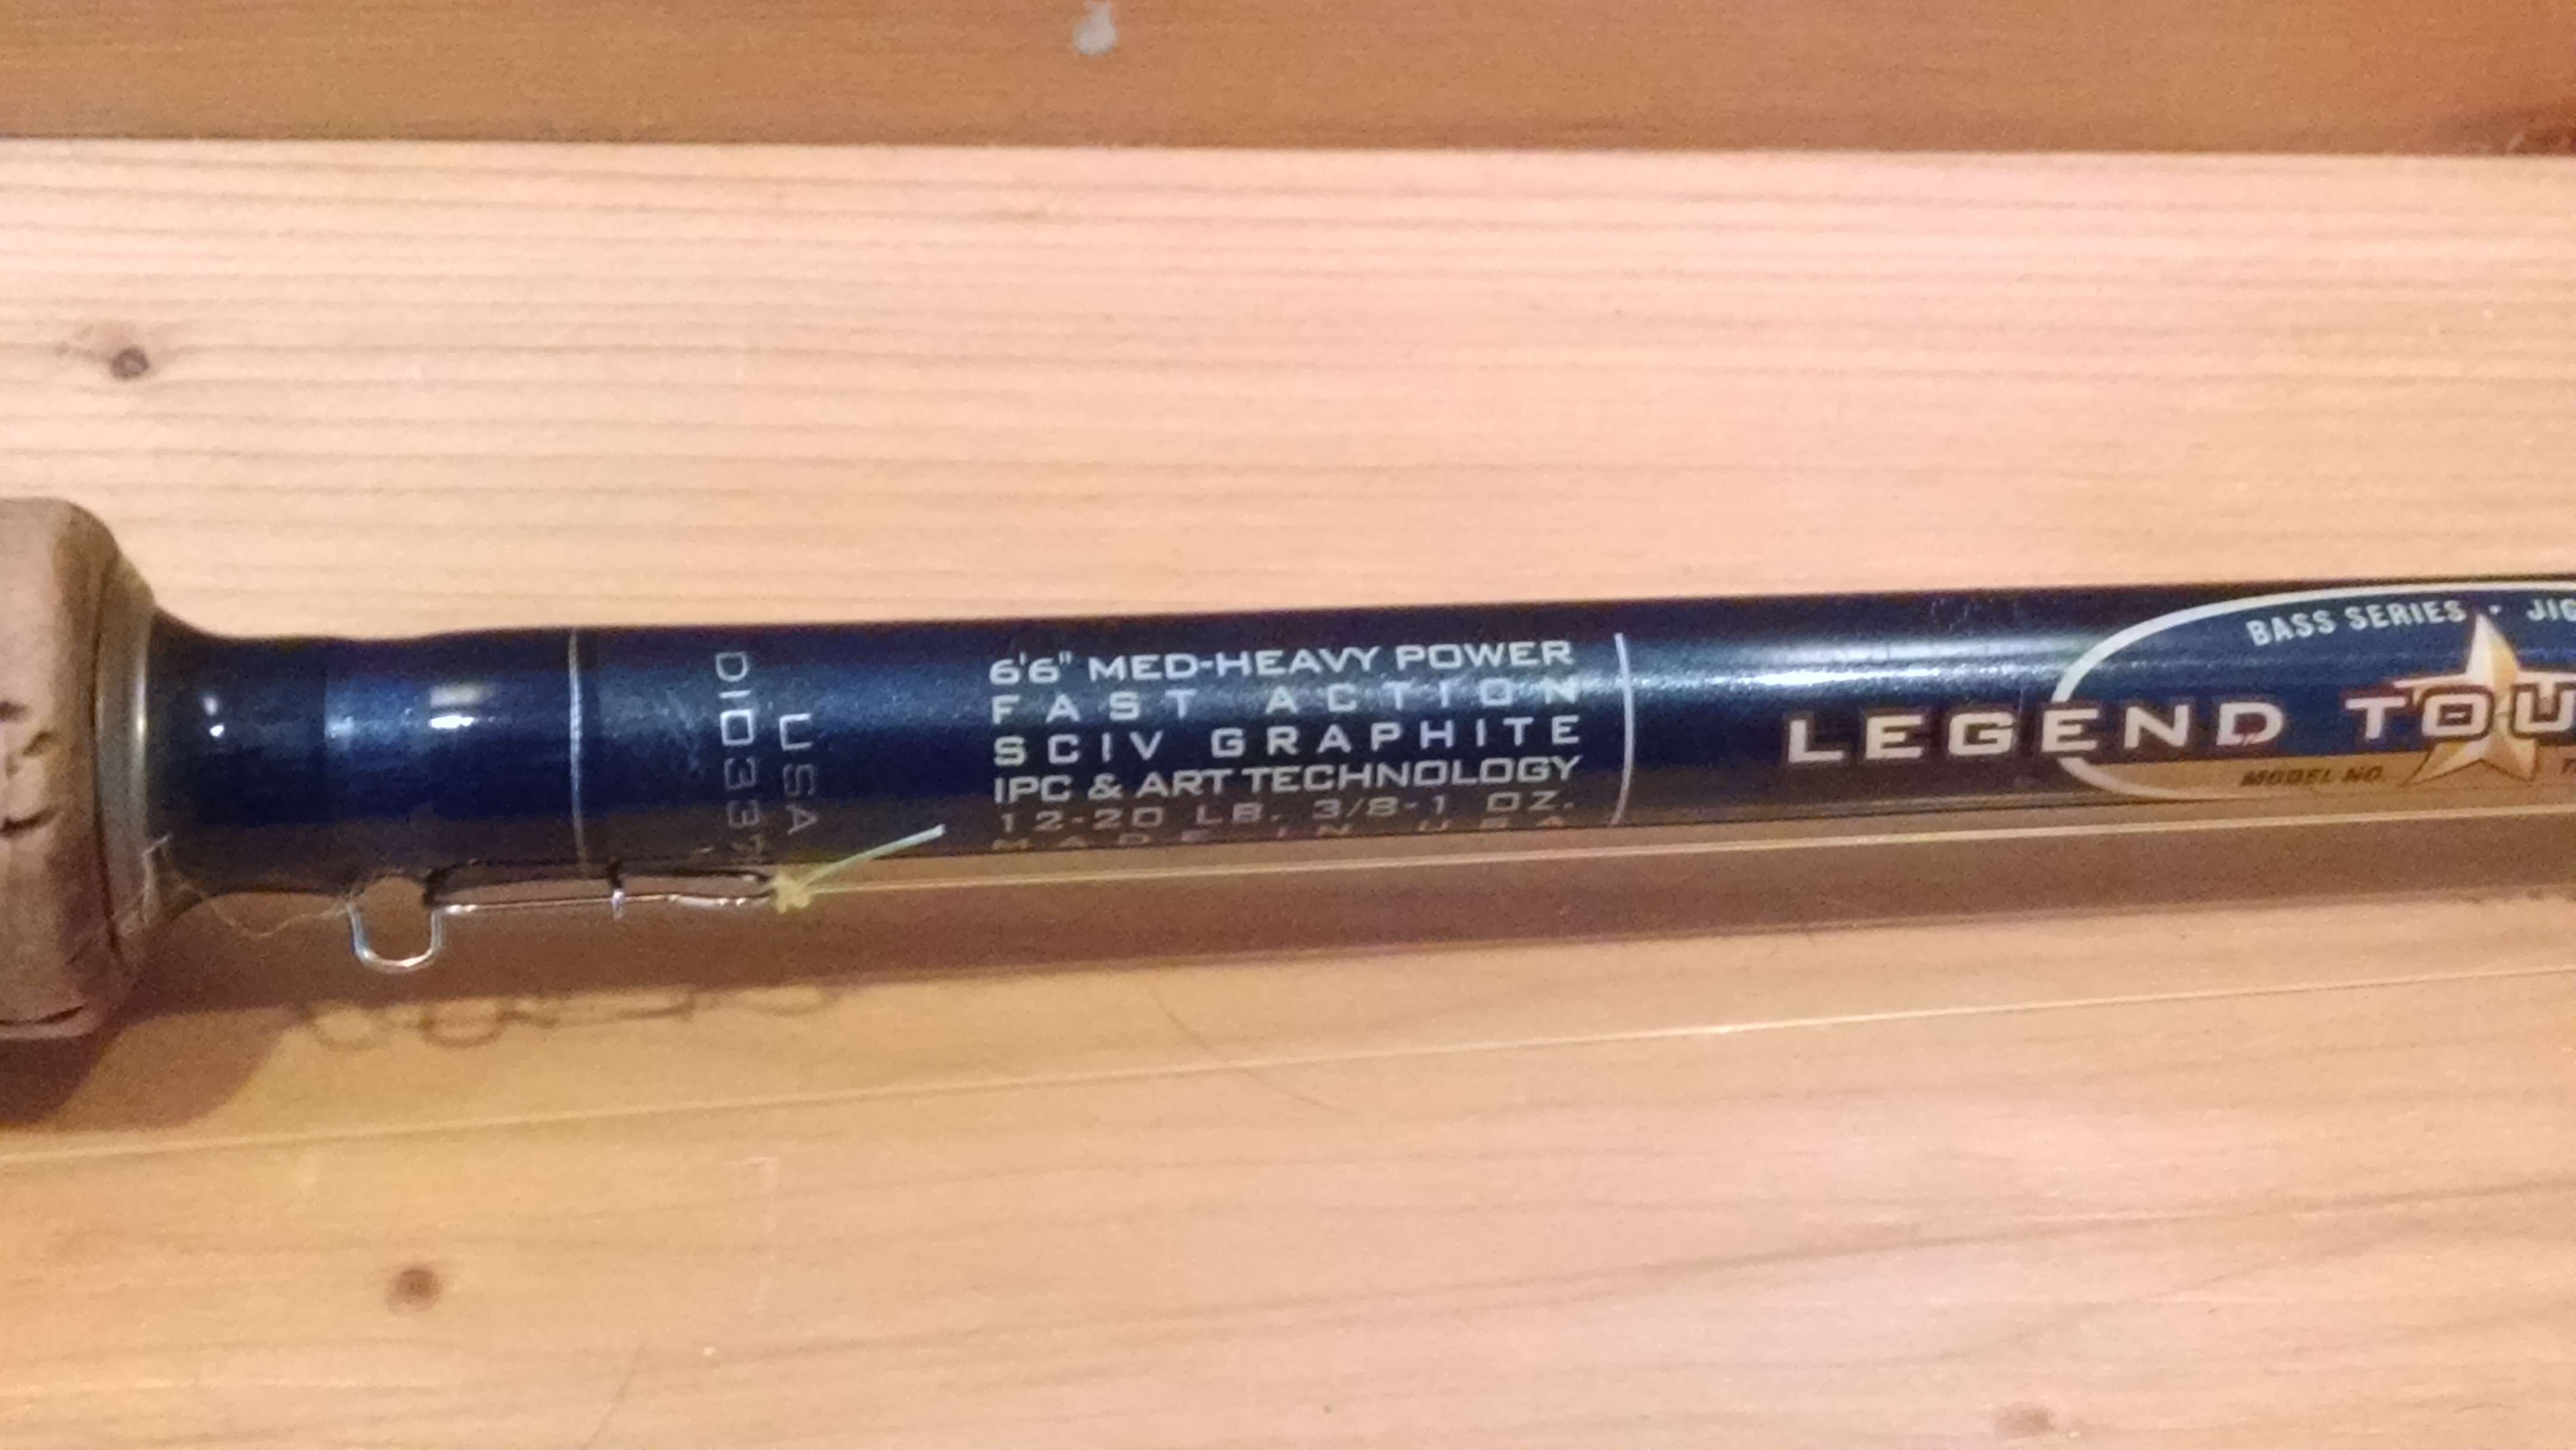 USA
6'6" MED-HEAVY POWER
FAST ACTION
SCIV GRAPHITE
IPC & ART TECHNOLOGY
12-20 LB. 3/8-1 OZ.
MADE IN USA
BASS SERIES •
LEGEND
MODEL NO.